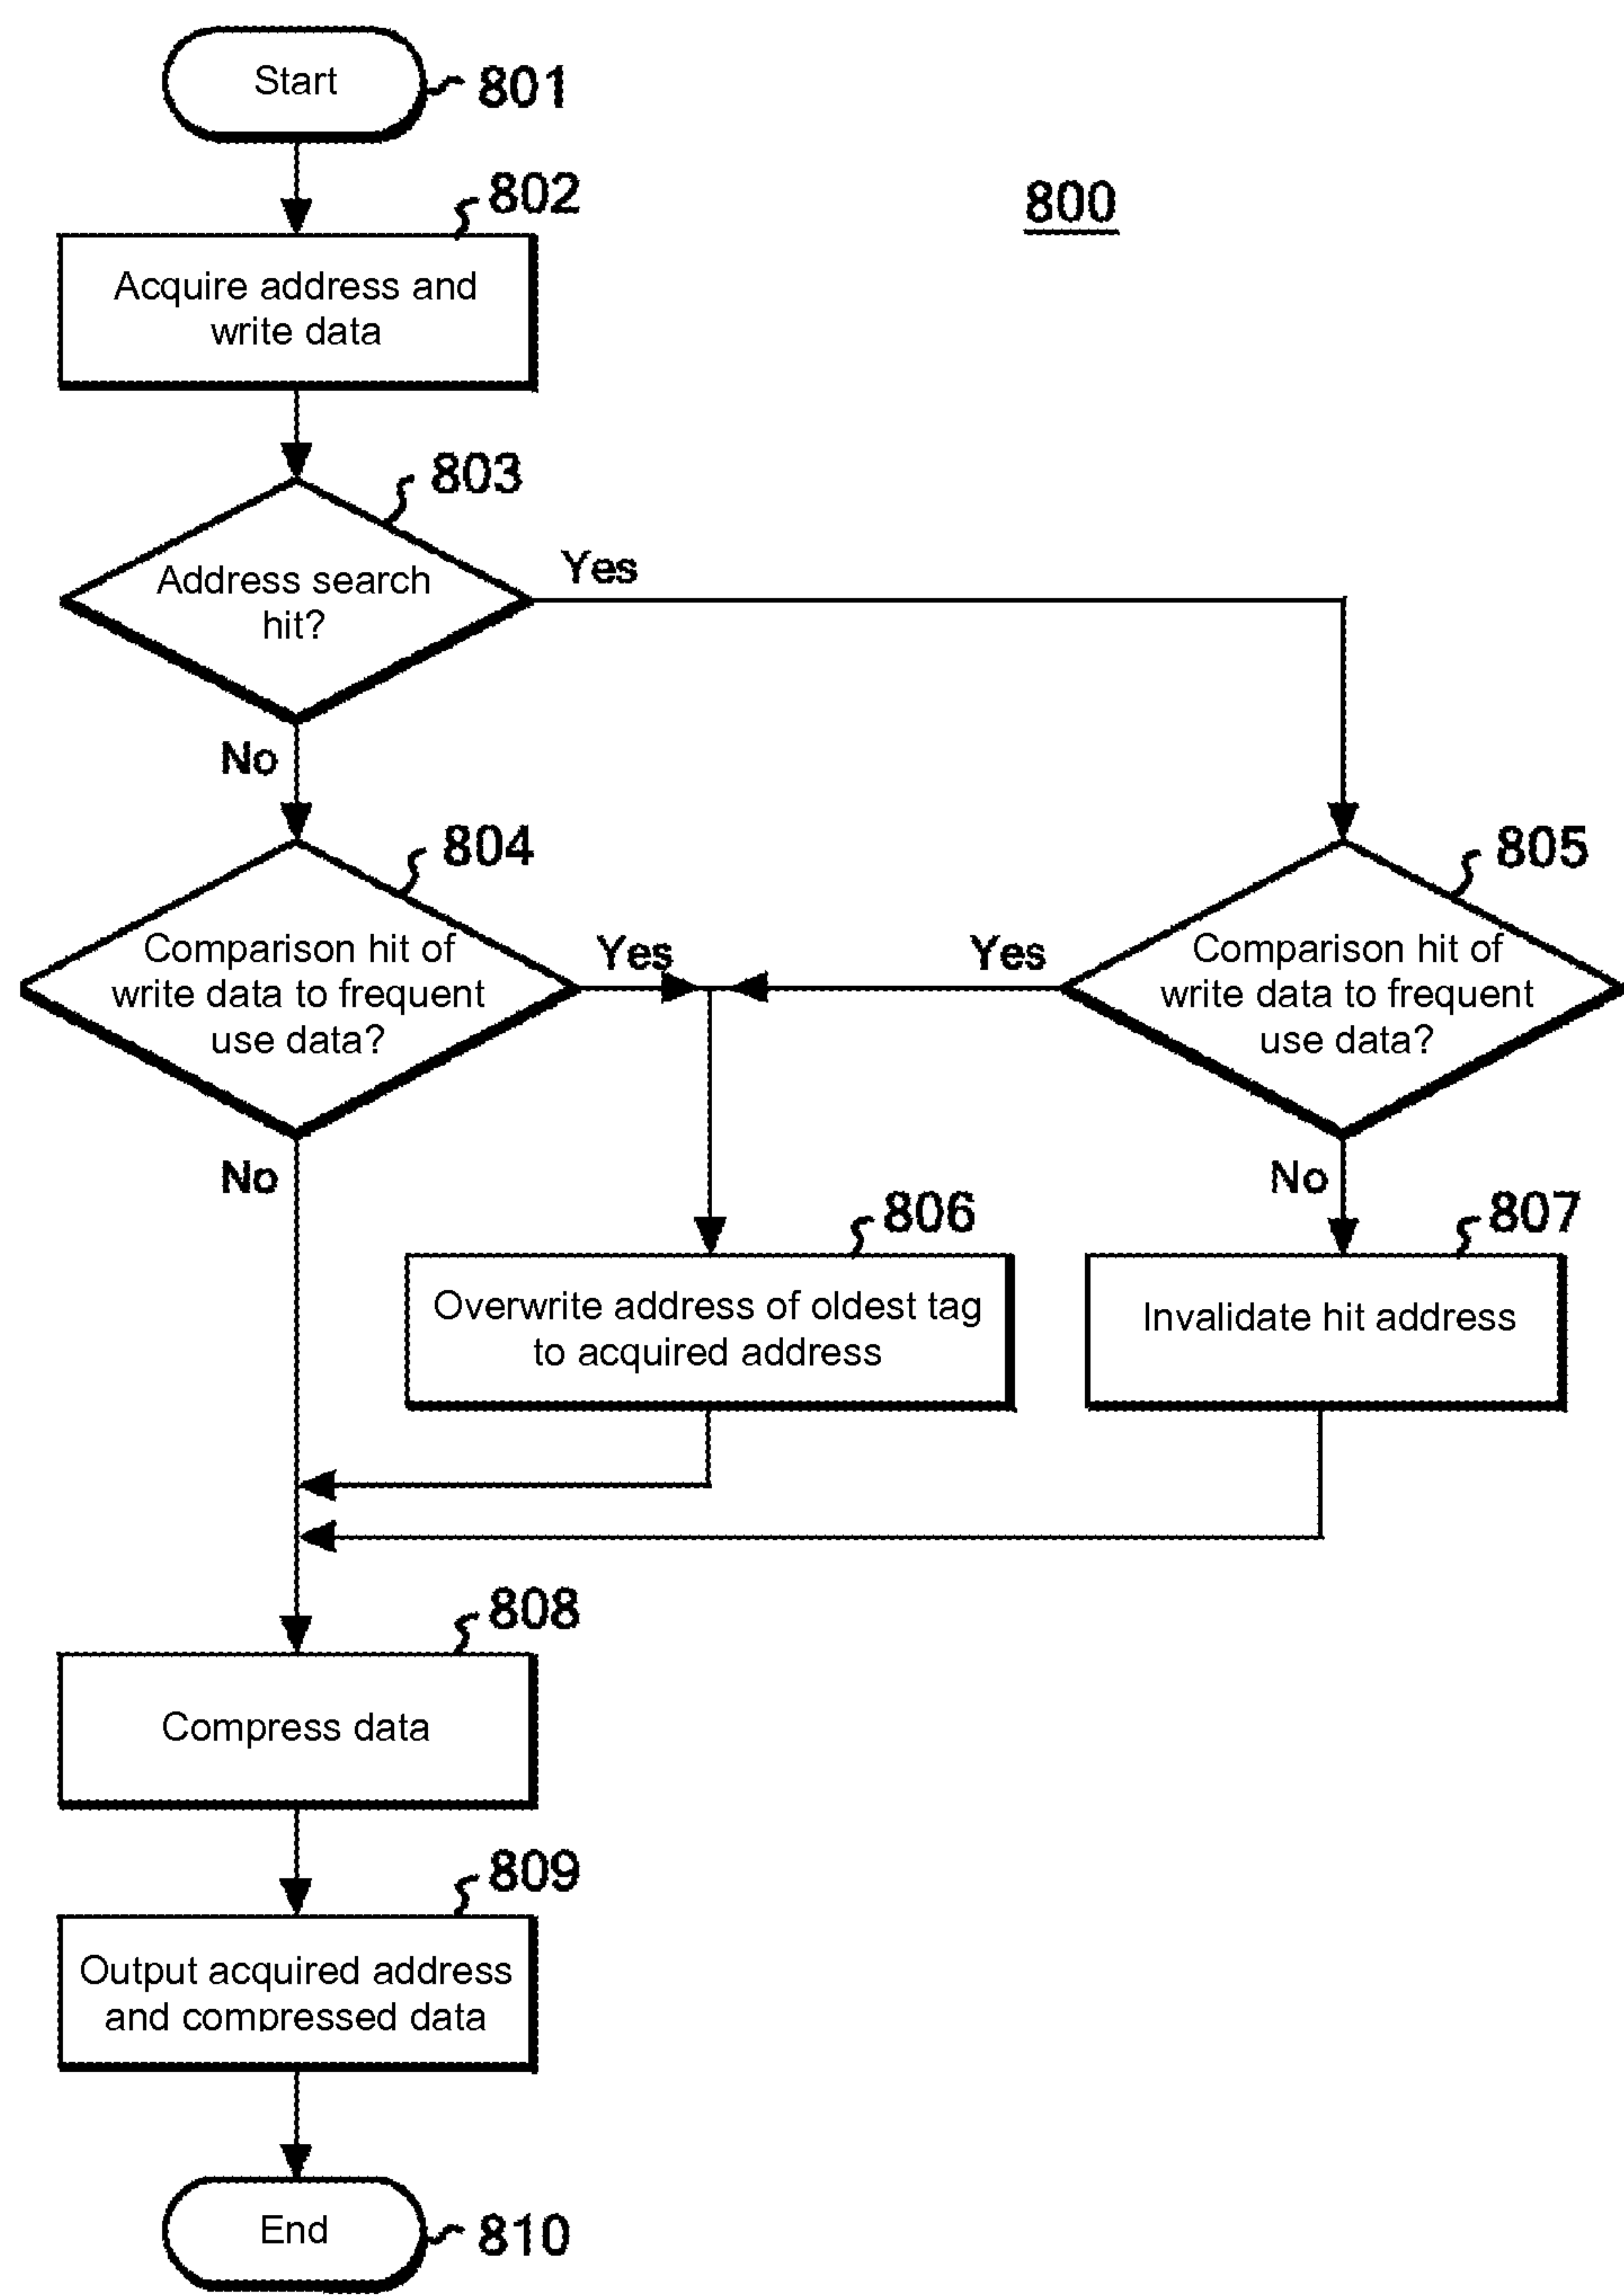 Start
801
802
800
Acquire address and
write data
803
Address search
hit?
Yes
No
804
805
Comparison hit of
write data to frequent
use data?
Yes
Yes
Comparison hit of
write data to frequent
use data?
No
No
806
807
Overwrite address of oldest tag
to acquired address
Invalidate hit address
808
Compress data
809
Output acquired address
and compressed data
End
810